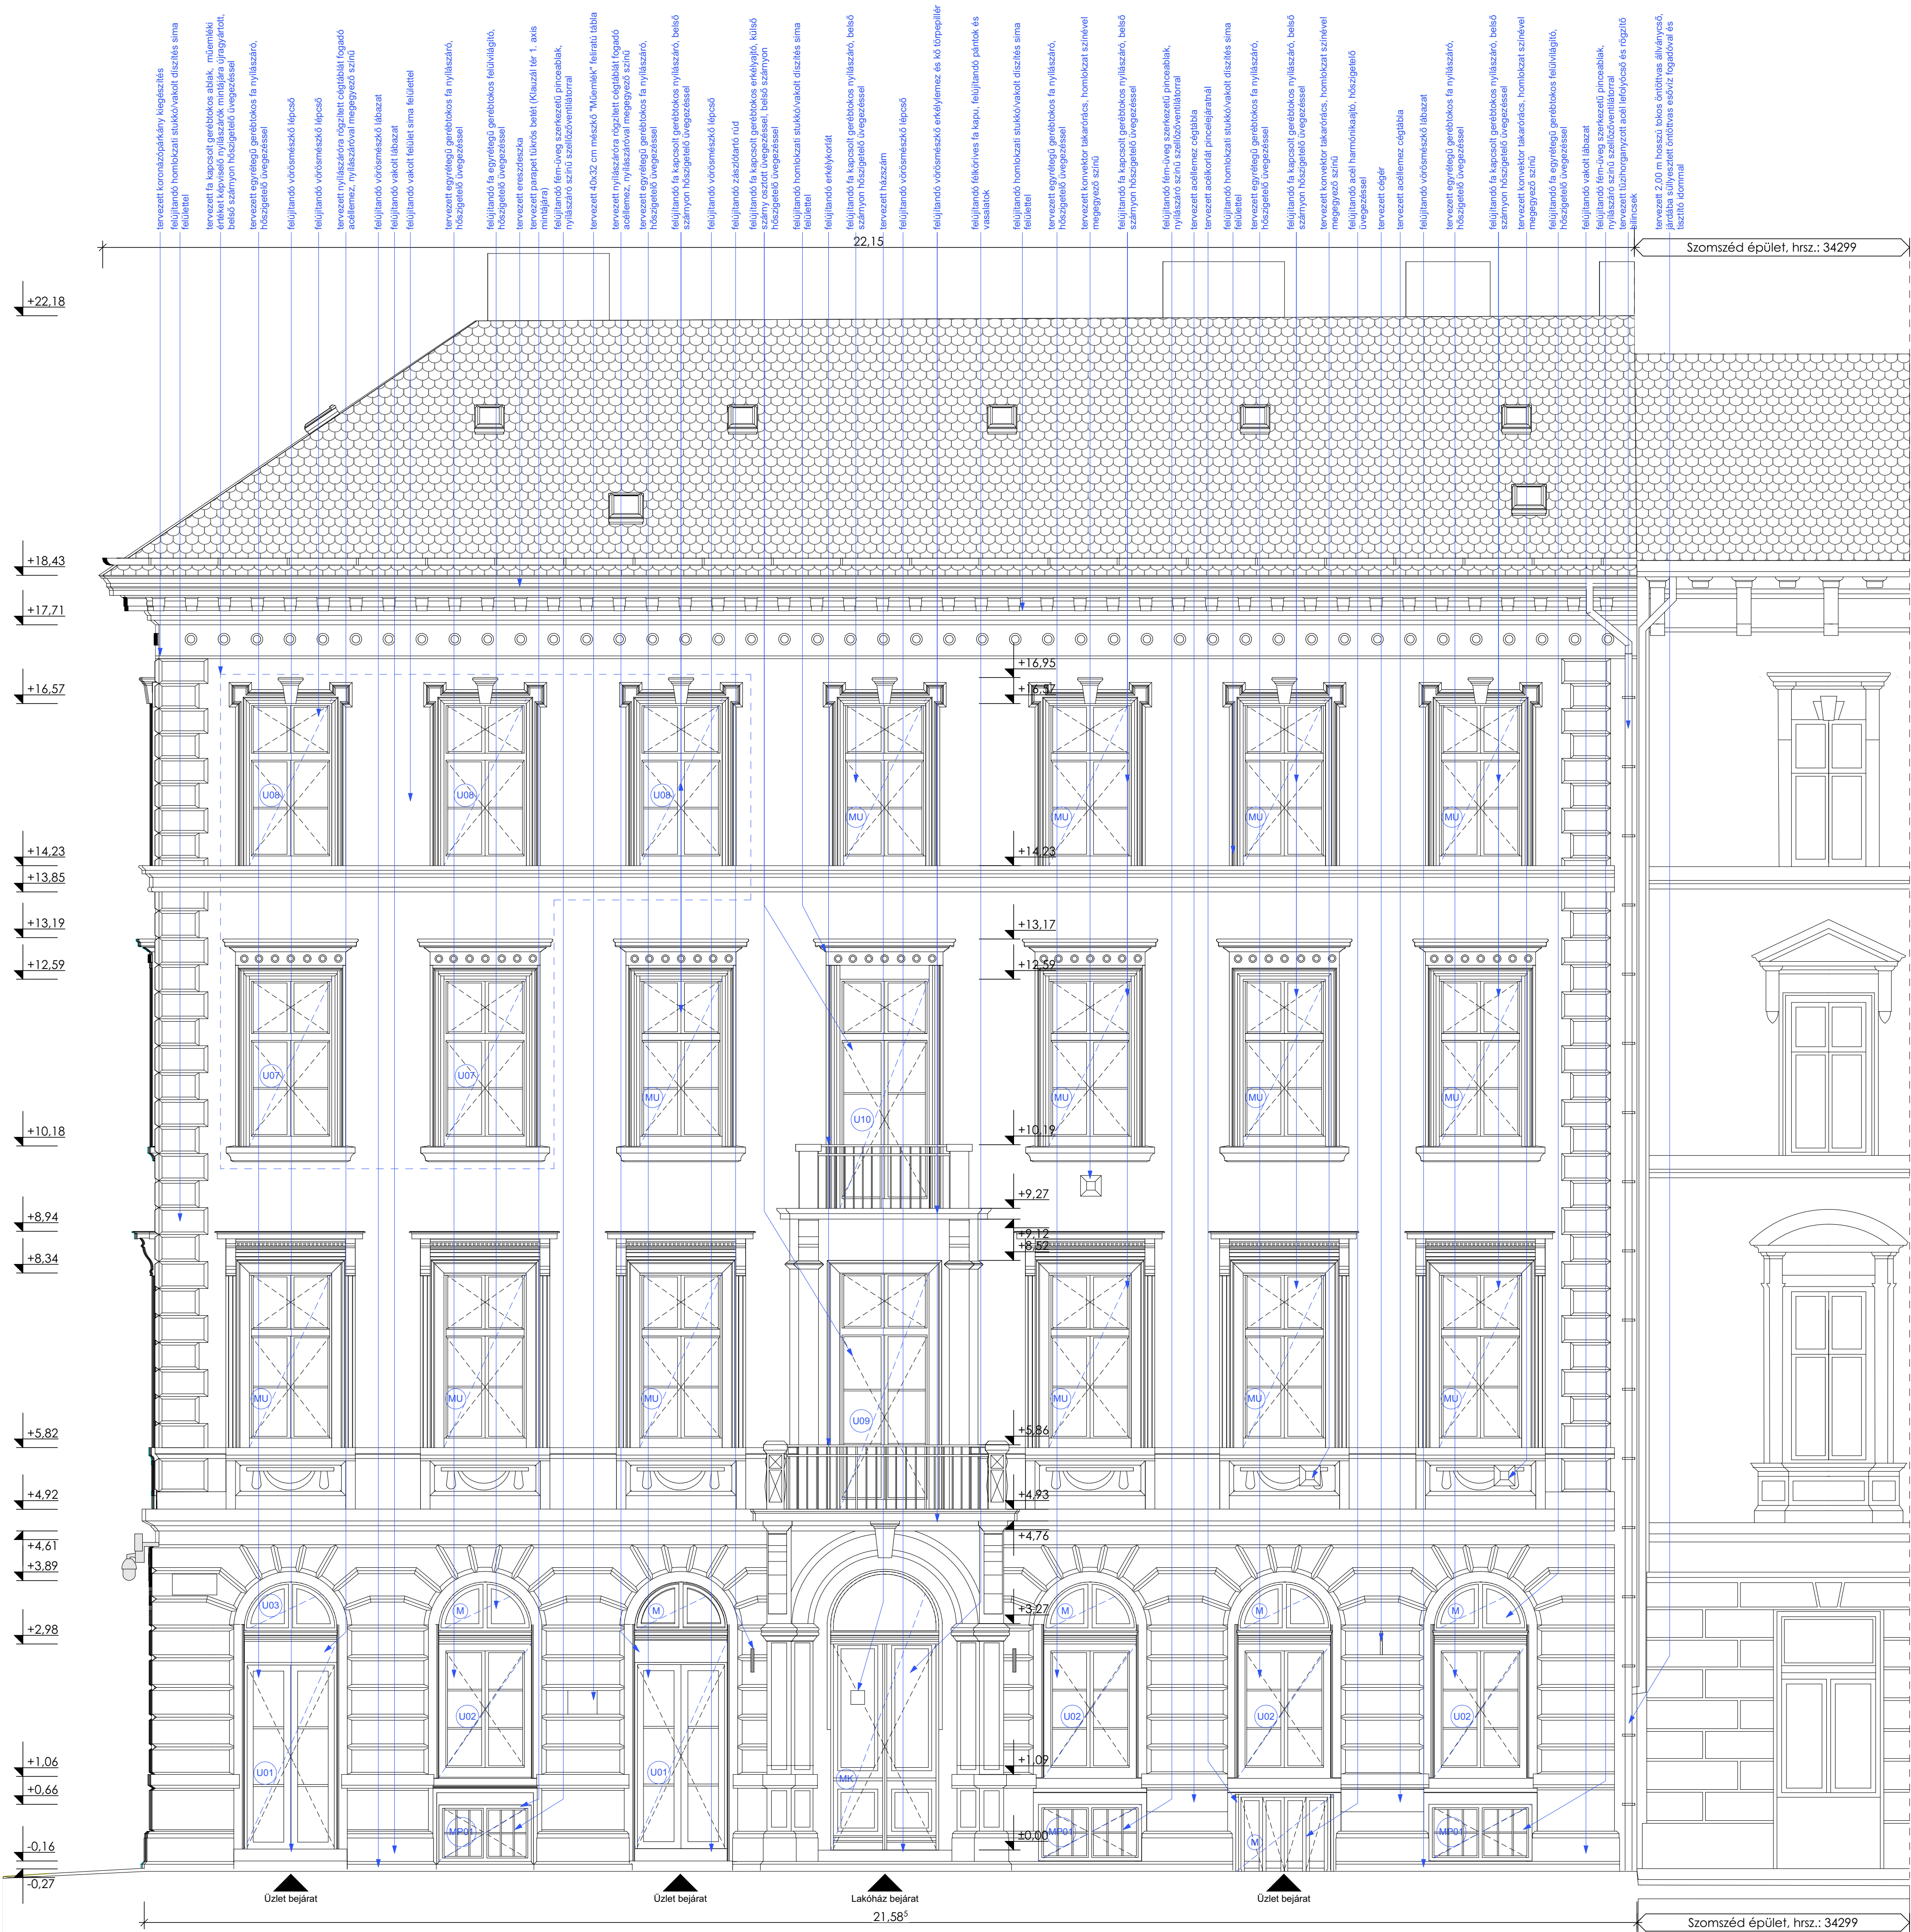 tervezett koronázópárkány kiegészítés
felújítandó homlokzati stukkó/vakolt díszítés sima
felülettel
tervezett fa kapcsolt gerébtokos ablak, műemléki
értéket képviselő nyílászárók mintájára újragyártott,
belső szárnyon hőszigetelő üvegezéssel
tervezett egyrétegű gerébtokos fa nyílászáró,
hőszigetelő üvegezéssel
felújítandó vörösmészkő lépcső
felújítandó vörösmészkő lépcső
tervezett nyílászáróra rögzített cégtáblát fogadó
acéllemez, nyílászáróval megegyező színű
felújítandó vörösmészkő lábazat
felújítandó vakolt lábazat
felújítandó vakolt felület sima felülettel
tervezett egyrétegű gerébtokos fa nyílászáró,
hőszigetelő üvegezéssel
felújítandó fa egyrétegű gerébtokos felülvilágító,
hőszigetelő üvegezéssel
tervezett ereszdeszka
tervezett parapet tükrös betét (Klauzál tér 1. axis
mintájára)
felújítandó fém-üveg szerkezetű pinceablak,
nyílászáró színű szellőzőventilátorral
tervezett 40x32 cm mészkő "Műemlék" feliratú tábla
tervezett nyílászáróra rögzített cégtáblát fogadó
acéllemez, nyílászáróval megegyező színű
tervezett egyrétegű gerébtokos fa nyílászáró,
hőszigetelő üvegezéssel
felújítandó fa kapcsolt gerébtokos nyílászáró, belső
szárnyon hőszigetelő üvegezéssel
felújítandó vörösmészkő lépcső
felújítandó zászlótartó rúd
felújítandó fa kapcsolt gerébtokos erkélyajtó, külső
szárny osztott üvegezéssel, belső szárnyon
hőszigetelő üvegezéssel
felújítandó homlokzati stukkó/vakolt díszítés sima
felülettel
felújítandó erkélykorlát
felújítandó fa kapcsolt gerébtokos nyílászáró, belső
szárnyon hőszigetelő üvegezéssel
tervezett házszám
felújítandó vörösmészkő lépcső
felújítandó vörösmészkő erkélylemez és kő törpepillér
felújítandó félköríves fa kapu, felújítandó pántok és
vasalatok
felújítandó homlokzati stukkó/vakolt díszítés sima
felülettel
tervezett egyrétegű gerébtokos fa nyílászáró,
hőszigetelő üvegezéssel
tervezett konvektor takarórács, homlokzat színével
megegyező színű
felújítandó fa kapcsolt gerébtokos nyílászáró, belső
szárnyon hőszigetelő üvegezéssel
felújítandó fém-üveg szerkezetű pinceablak,
nyílászáró színű szellőzőventilátorral
tervezett acéllemez cégtábla
tervezett acélkorlát pincelejáratnál
felújítandó homlokzati stukkó/vakolt díszítés sima
felülettel
tervezett egyrétegű gerébtokos fa nyílászáró,
hőszigetelő üvegezéssel
felújítandó fa kapcsolt gerébtokos nyílászáró, belső
szárnyon hőszigetelő üvegezéssel
tervezett konvektor takarórács, homlokzat színével
megegyező színű
felújítandó acél harmónikaajtó, hőszigetelő
üvegezéssel
tervezett cégér
tervezett acéllemez cégtábla
felújítandó vörösmészkő lábazat
tervezett egyrétegű gerébtokos fa nyílászáró,
hőszigetelő üvegezéssel
felújítandó fa kapcsolt gerébtokos nyílászáró, belső
szárnyon hőszigetelő üvegezéssel
tervezett konvektor takarórács, homlokzat színével
megegyező színű
felújítandó fa egyrétegű gerébtokos felülvilágító,
hőszigetelő üvegezéssel
felújítandó vakolt lábazat
felújítandó fém-üveg szerkezetű pinceablak,
nyílászáró színű szellőzőventilátorral
tervezett tűzihorganyzott acél lefolyócső és rögzítő
bilincsek
tervezett 2.00 m hosszú tokos öntöttvas állványcső,
járdába süllyesztett öntöttvas esővíz fogadóval és
tisztító idommal
22,15
Szomszéd épület, hrsz.: 34299
+22,18
+18,43
+17,71
+16,95
+16,57 +16,57
U08 U08 U08 MU MU MU MU
+14,23 +14,23
+13,85
+13,19 +13,17
+12,59 +12,59
U07 U07 MU U10 MU MU MU
+10,18 +10,19
+9,27
+8,94 +9,12
+8,34 +8,52
MU MU MU U09 MU MU MU
+5,82 +5,86
+4,92 +4,93
+4,61 +4,76
+3,89
U03 M M M M M
+3,27
+2,98
U02 U02 U02 U02
+1,06 +1,09
U01 U01 MK
+0,66
MP01 MP01 M MP01
-0,16 ±0,00
-0,27
Üzlet bejárat Üzlet bejárat Lakóház bejárat Üzlet bejárat
21,58⁵
Szomszéd épület, hrsz.: 34299